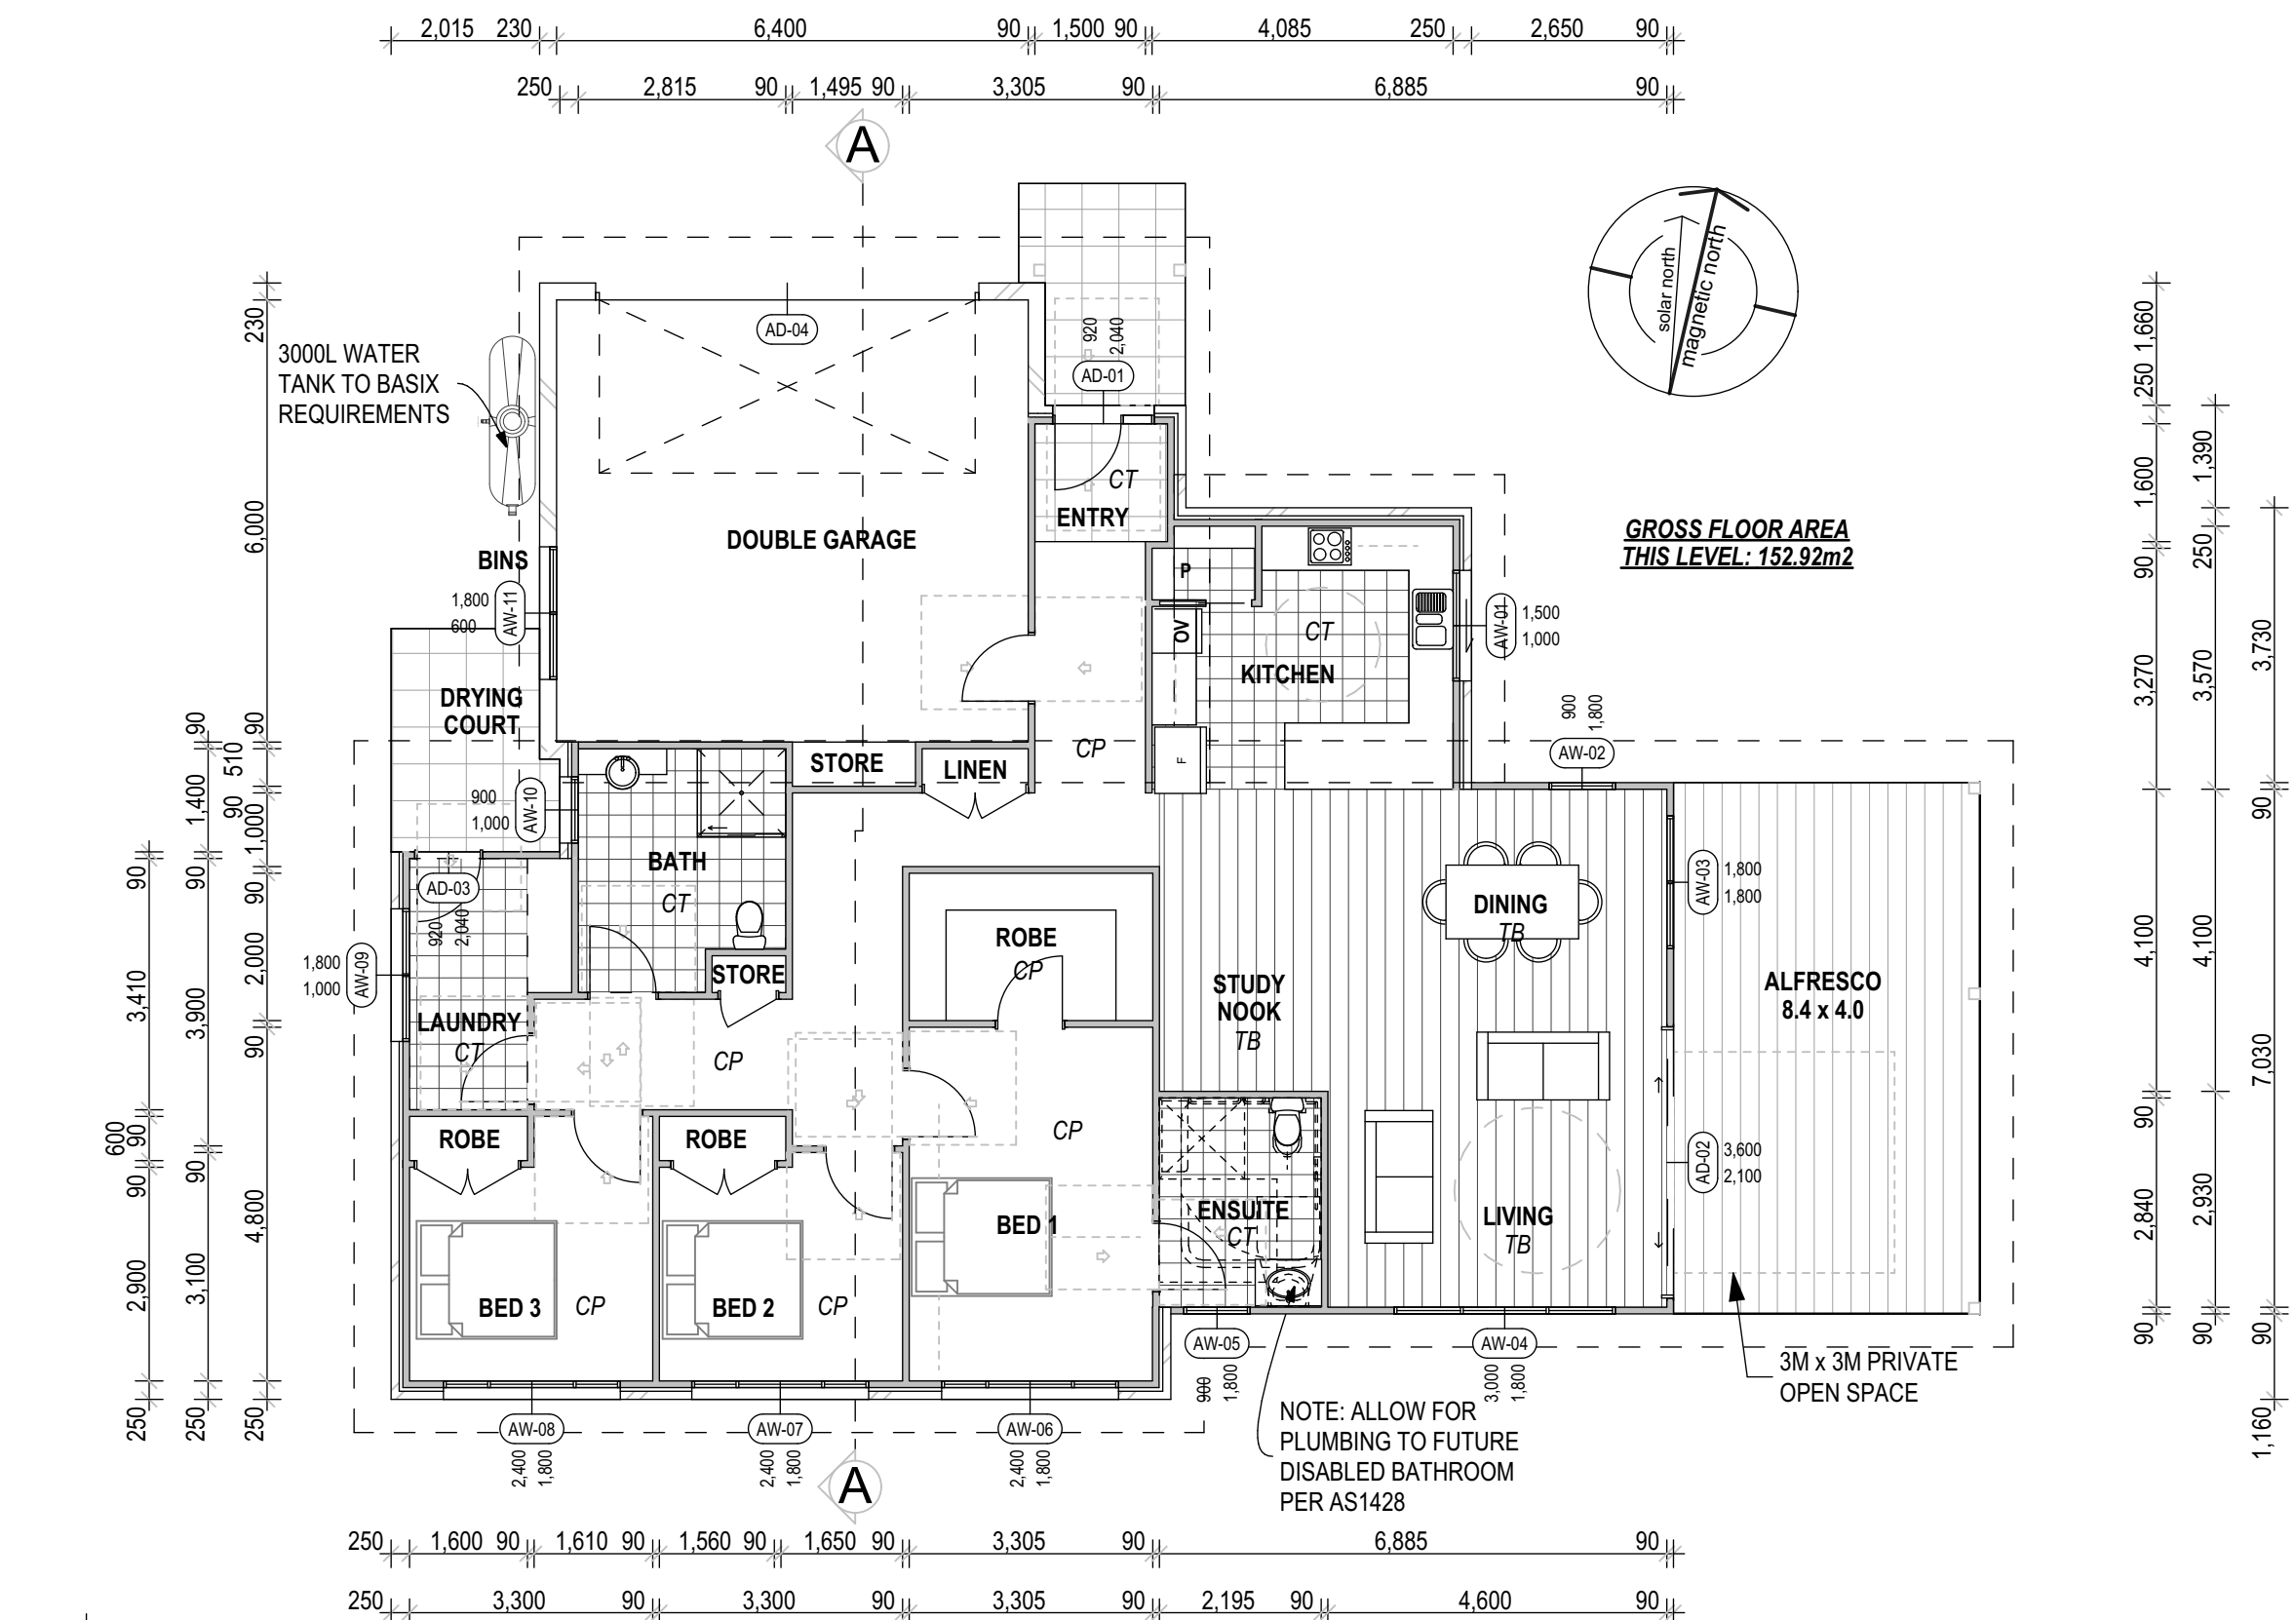 2,015 230 6,400 90 1,500 90 4,085 250 2,650 90
250 2,815 90 1,495 90 3,305 90 6,885 90
A
solar north
magnetic north
3000L WATER
TANK TO BASIX
REQUIREMENTS
AD-04
920
2,040
AD-01
CT
ENTRY
DOUBLE GARAGE
GROSS FLOOR AREA
THIS LEVEL: 152.92m2
BINS
1,800
600
AW-11
P
OV
F
CT
KITCHEN
AW-01
1,500
1,000
DRYING
COURT
900
1,800
AW-02
CP
STORE
LINEN
900
1,000
AW-10
BATH
CT
AD-03
920
2,040
1,800
1,000
AW-09
LAUNDRY
CT
STORE
CP
ROBE
CP
STUDY
NOOK
TB
DINING
TB
AW-03
1,800
1,800
ALFRESCO
8.4 x 4.0
ROBE
ROBE
CP
AD-02
3,600
2,100
BED 3
CP
BED 2
CP
BED 1
ENSUITE
CT
LIVING
TB
AW-08
2,400
1,800
AW-07
2,400
1,800
AW-06
2,400
1,800
AW-05
900
1,800
AW-04
3,000
1,800
3M x 3M PRIVATE
OPEN SPACE
NOTE: ALLOW FOR
PLUMBING TO FUTURE
DISABLED BATHROOM
PER AS1428
A
90 3,410 90 600 90 2,900 250
90 1,400 90 3,900 90 3,100 250
230 6,000 90 510 90 1,000 90 2,000 90 4,800 250
1,660 250 1,600 90 3,270 4,100 90 2,840 90
1,390 250 3,570 4,100 2,930 90
3,730 90 7,030 90 1,160
250 1,600 90 1,610 90 1,560 90 1,650 90 3,305 90 6,885 90
250 3,300 90 3,300 90 3,305 90 2,195 90 4,600 90